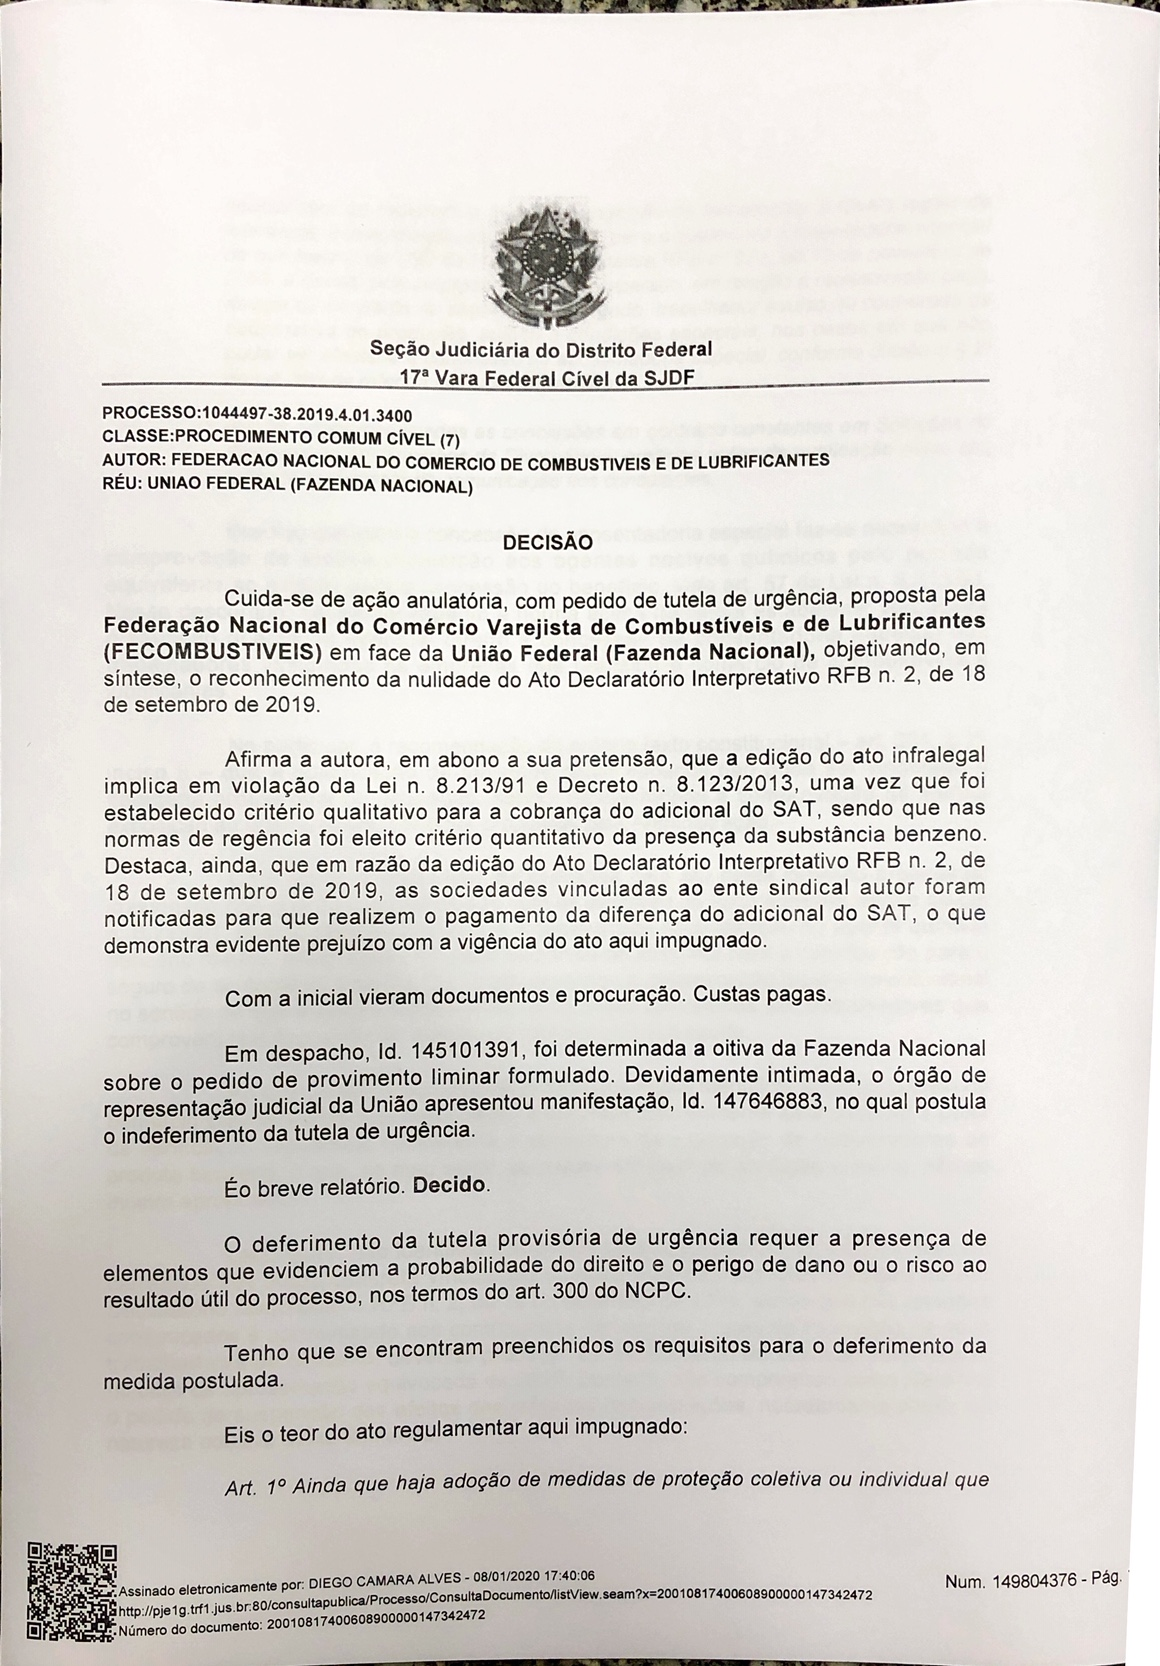 Seção Judiciária do Distrito Federal
17ª Vara Federal Cível da SJDF
PROCESSO:1044497-38.2019.4.01.3400
CLASSE:PROCEDIMENTO COMUM CÍVEL (7)
AUTOR: FEDERACAO NACIONAL DO COMERCIO DE COMBUSTIVEIS E DE LUBRIFICANTES
RÉU: UNIAO FEDERAL (FAZENDA NACIONAL)
DECISÃO
Cuida-se de ação anulatória, com pedido de tutela de urgência, proposta pela
Federação Nacional do Comércio Varejista de Combustíveis e de Lubrificantes
(FECOMBUSTIVEIS) em face da União Federal (Fazenda Nacional), objetivando, em
síntese, o reconhecimento da nulidade do Ato Declaratório Interpretativo RFB n. 2, de 18
de setembro de 2019.
Afirma a autora, em abono a sua pretensão, que a edição do ato infralegal
implica em violação da Lei n. 8.213/91 e Decreto n. 8.123/2013, uma vez que foi
estabelecido critério qualitativo para a cobrança do adicional do SAT, sendo que nas
normas de regência foi eleito critério quantitativo da presença da substância benzeno.
Destaca, ainda, que em razão da edição do Ato Declaratório Interpretativo RFB n. 2, de
18 de setembro de 2019, as sociedades vinculadas ao ente sindical autor foram
notificadas para que realizem o pagamento da diferença do adicional do SAT, o que
demonstra evidente prejuízo com a vigência do ato aqui impugnado.
Com a inicial vieram documentos e procuração. Custas pagas.
Em despacho, Id. 145101391, foi determinada a oitiva da Fazenda Nacional
sobre o pedido de provimento liminar formulado. Devidamente intimada, o órgão de
representação judicial da União apresentou manifestação, Id. 147646883, no qual postula
o indeferimento da tutela de urgência.
Éo breve relatório. Decido.
O deferimento da tutela provisória de urgência requer a presença de
elementos que evidenciem a probabilidade do direito e o perigo de dano ou o risco ao
resultado útil do processo, nos termos do art. 300 do NCPC.
Tenho que se encontram preenchidos os requisitos para o deferimento da
medida postulada.
Eis o teor do ato regulamentar aqui impugnado:
Art. 1º Ainda que haja adoção de medidas de proteção coletiva ou individual que
Assinado eletronicamente por: DIEGO CAMARA ALVES - 08/01/2020 17:40:06
http://pje1g.trf1.jus.br:80/consultapublica/Processo/ConsultaDocumento/listView.seam?x=20010817400608900000147342472
Número do documento: 20010817400608900000147342472
Num. 149804376 - Pág.